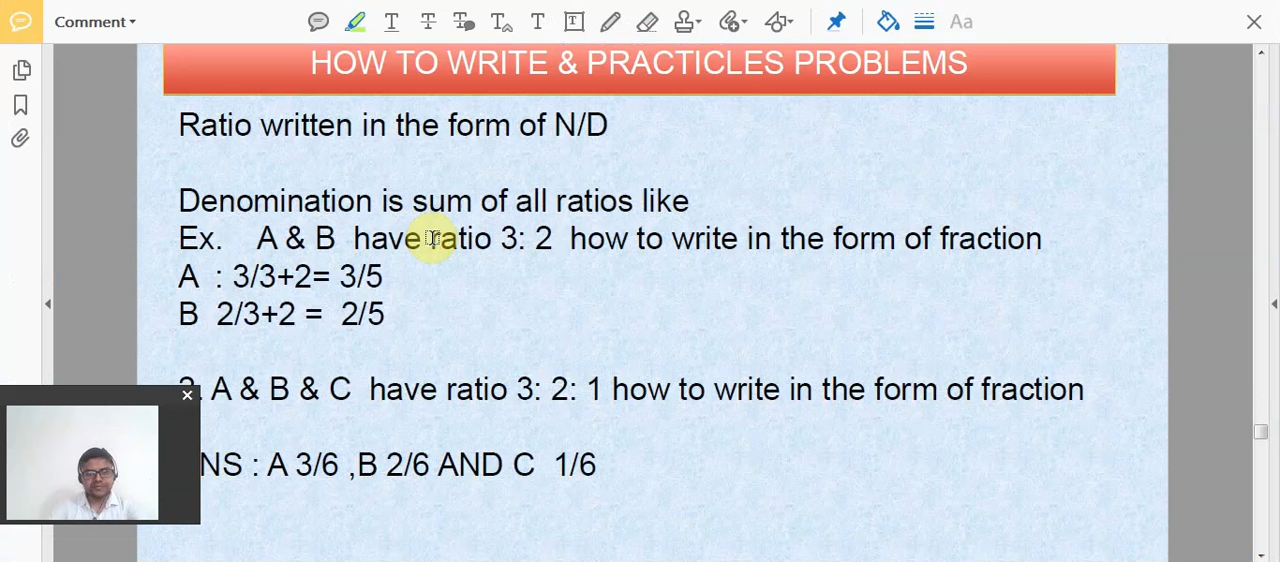 Comment
T T T T T Aa
HOW TO WRITE & PRACTICLES PROBLEMS
Ratio written in the form of N/D
Denomination is sum of all ratios like
Ex. A & B have ratio 3: 2 how to write in the form of fraction
A : 3/3+2= 3/5
B 2/3+2 = 2/5
. A & B & C have ratio 3: 2: 1 how to write in the form of fraction
NS : A 3/6 ,B 2/6 AND C 1/6